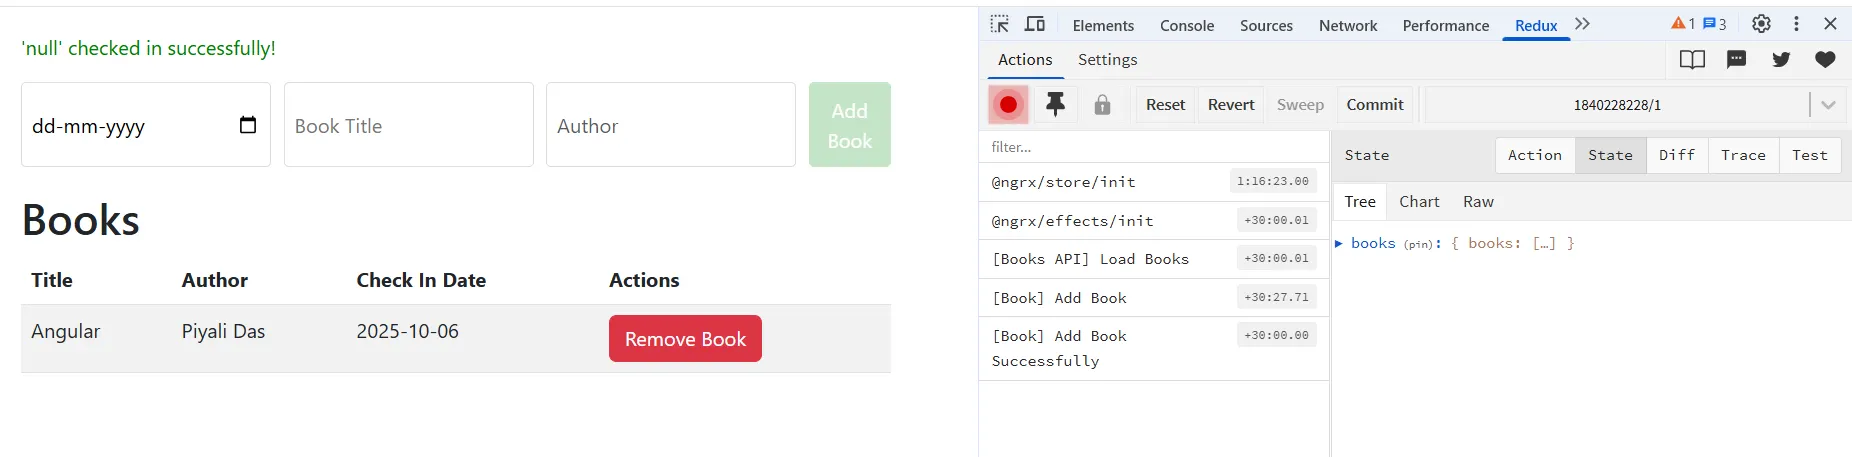 'null' checked in successfully!
dd-mm-yyyy
Book Title
Author
Add
Book
Books
Title Author Check In Date Actions
Angular Piyali Das 2025-10-06 Remove Book
Elements Console Sources Network Performance Redux 1 3
Actions Settings
Reset Revert Sweep Commit 1840228228/1
filter...
@ngrx/store/init 1:16:23.00
@ngrx/effects/init +30:00.01
[Books API] Load Books +30:00.01
[Book] Add Book +30:27.71
[Book] Add Book +30:00.00
Successfully
State Action State Diff Trace Test
Tree Chart Raw
books (pin): { books: […] }